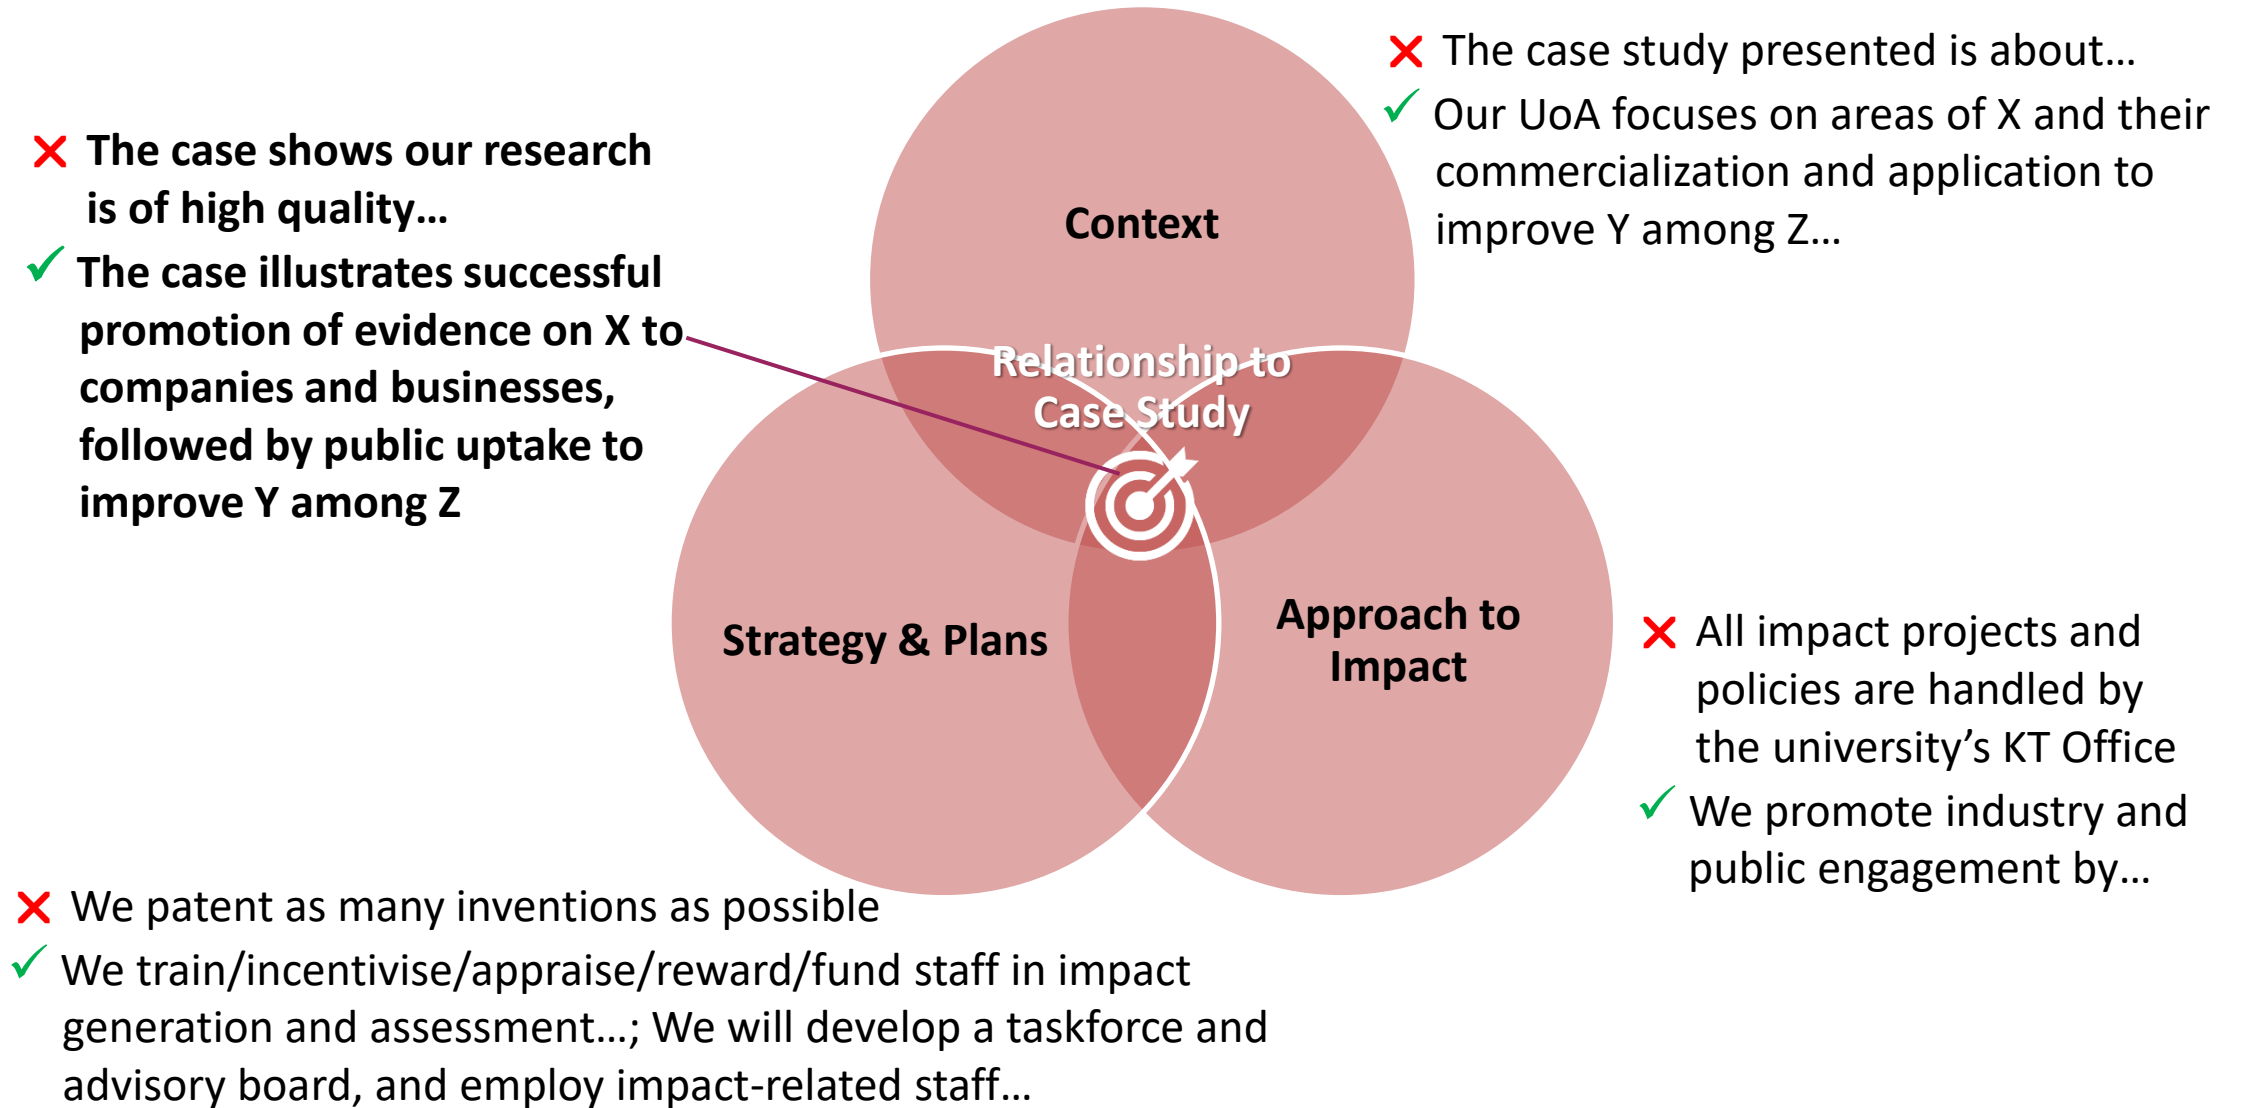 The case study presented is about…
Our UoA focuses on areas of X and their
commercialization and application to
improve Y among Z…
The case shows our research
is of high quality…
The case illustrates successful
promotion of evidence on X to
companies and businesses,
followed by public uptake to
improve Y among Z
Context
Relationship to
Case Study
Strategy & Plans
Approach to
Impact
All impact projects and
policies are handled by
the university’s KT Office
We promote industry and
public engagement by…
We patent as many inventions as possible
We train/incentivise/appraise/reward/fund staff in impact
generation and assessment…; We will develop a taskforce and
advisory board, and employ impact-related staff…